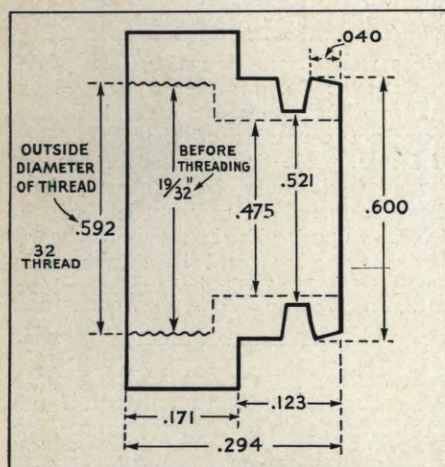 .040
OUTSIDE
DIAMETER
OF THREAD
.592
32
THREAD
BEFORE
THREADING
19/32"
.475
.521
.600
.171
.123
.294